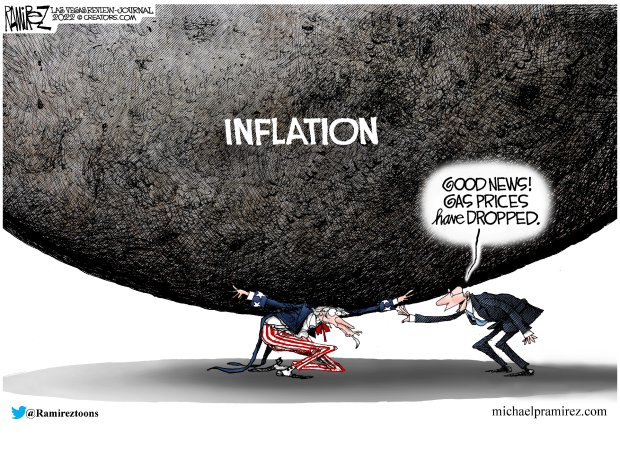 RAMIREZ
LAS VEGAS REVIEW-JOURNAL
2022 © CREATORS.COM
INFLATION
GOOD NEWS!
GAS PRICES
have DROPPED.
@Ramireztoons
michaelpramirez.com